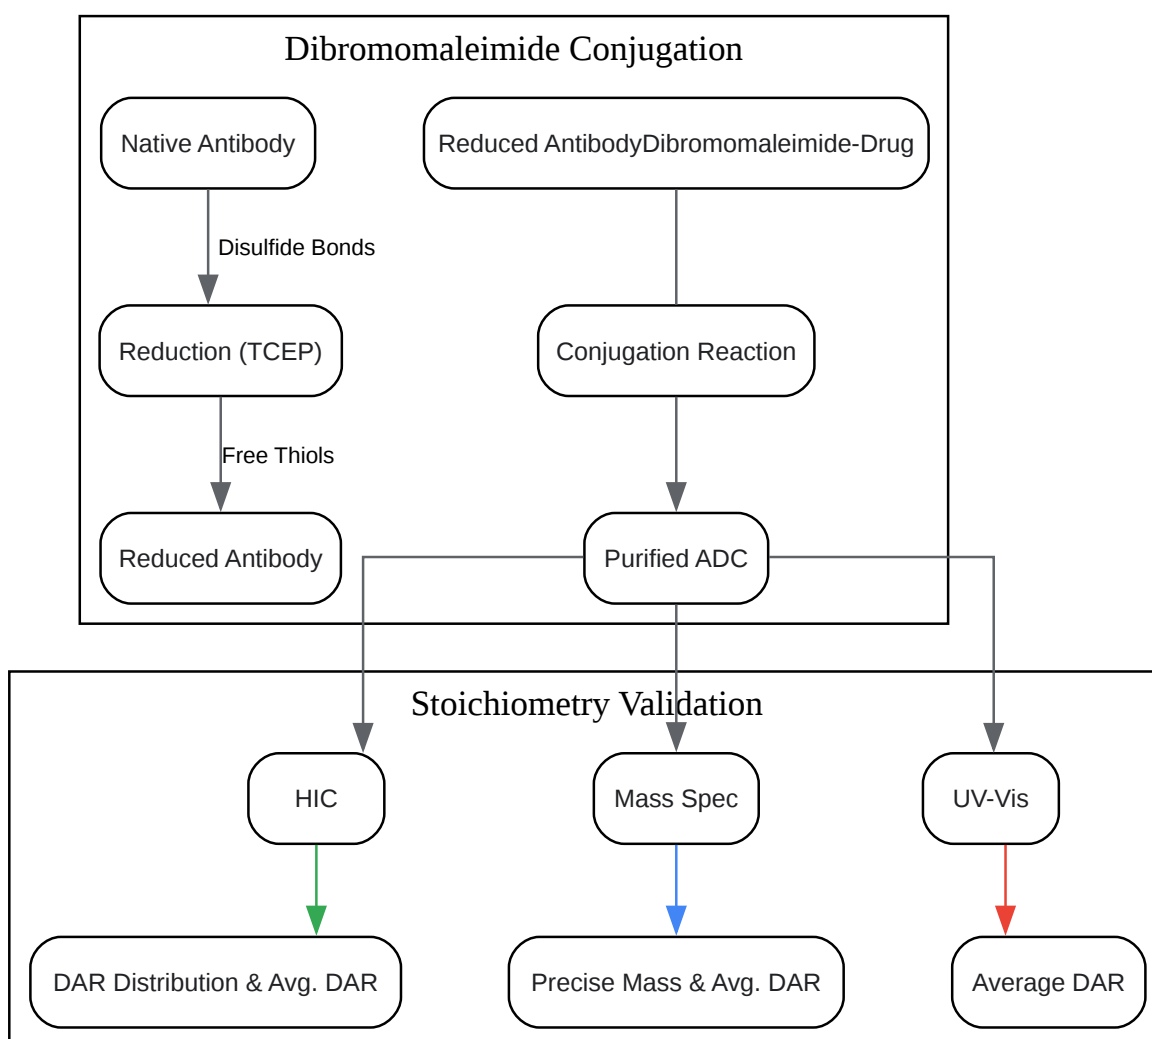 Dibromomaleimide Conjugation
Native Antibody
Reduced AntibodyDibromomaleimide-Drug
Disulfide Bonds
Reduction (TCEP)
Conjugation Reaction
Free Thiols
Reduced Antibody
Purified ADC
Stoichiometry Validation
HIC
Mass Spec
UV-Vis
DAR Distribution & Avg. DAR
Precise Mass & Avg. DAR
Average DAR